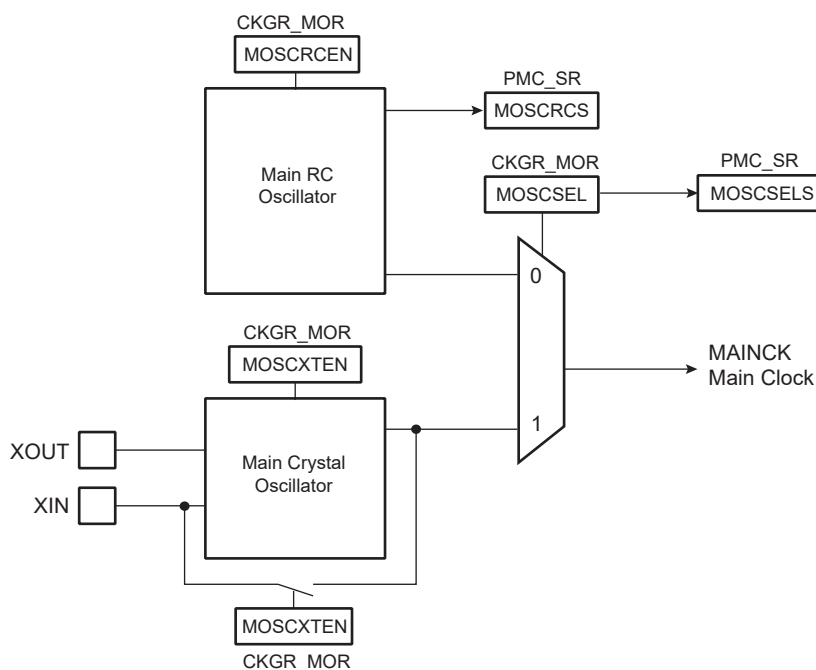 CKGR_MOR
MOSCRCEN
PMC_SR
MOSCRCS
Main RC
Oscillator
CKGR_MOR
MOSCSEL
PMC_SR
MOSCSELS
0
CKGR_MOR
MOSCXTEN
MAINCK
Main Clock
1
XOUT
Main Crystal
Oscillator
XIN
MOSCXTEN
CKGR_MOR